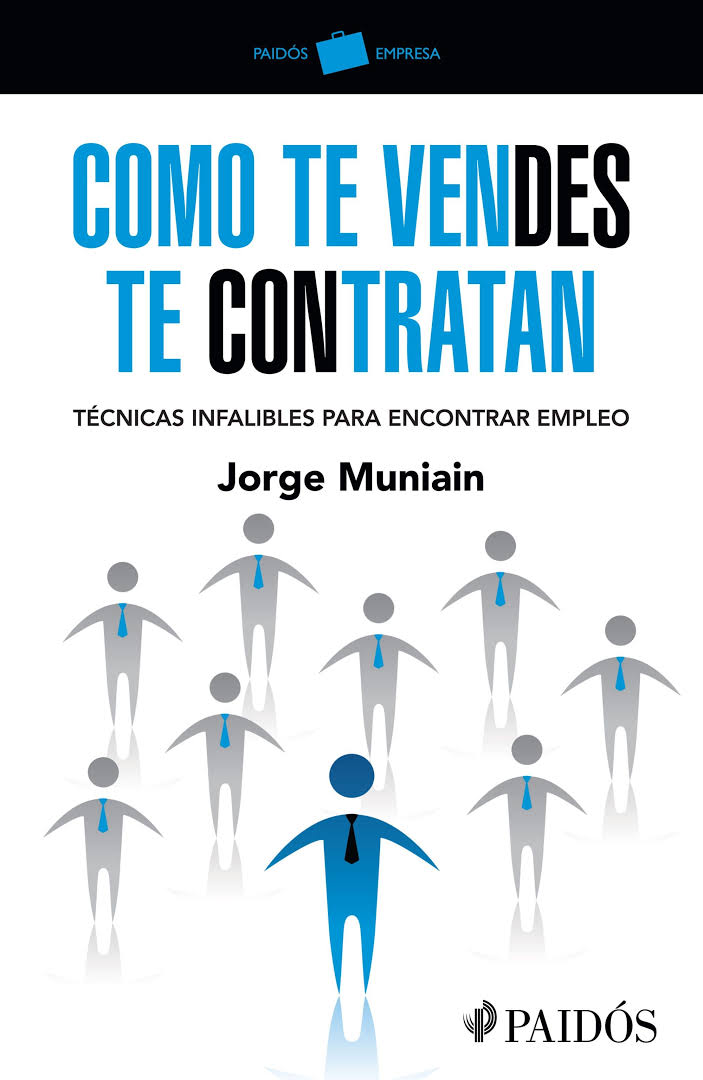 PAIDÓS EMPRESA
COMO TE VENDES
TE CONTRATAN
TÉCNICAS INFALIBLES PARA ENCONTRAR EMPLEO
Jorge Muniain
PAIDÓS